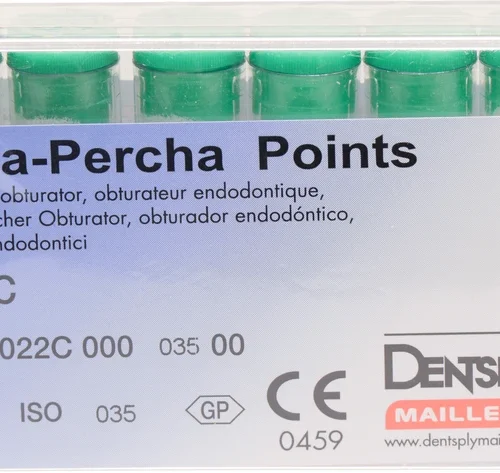 a-Percha Points
obturator, obturateur endodontique,
cher Obturator, obturador endodóntico,
ndodontici
C
022C 000 035 00
ISO 035 GP CE
0459
DENTSP
MAILLE
www.dentsplymai